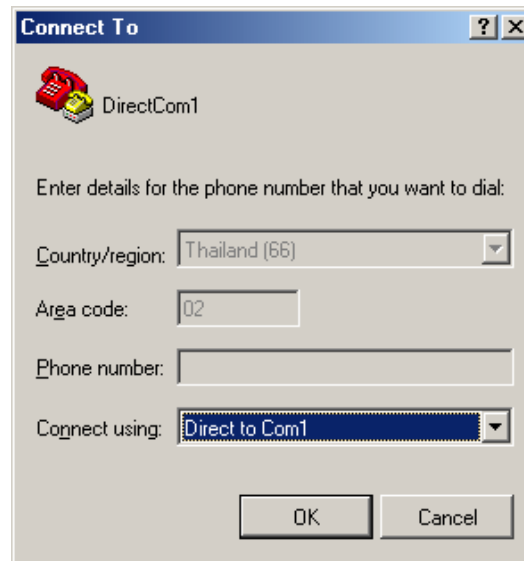 Connect To
DirectCom1
Enter details for the phone number that you want to dial:
Country/region: Thailand (66)
Area code: 02
Phone number:
Connect using: Direct to Com1
OK Cancel